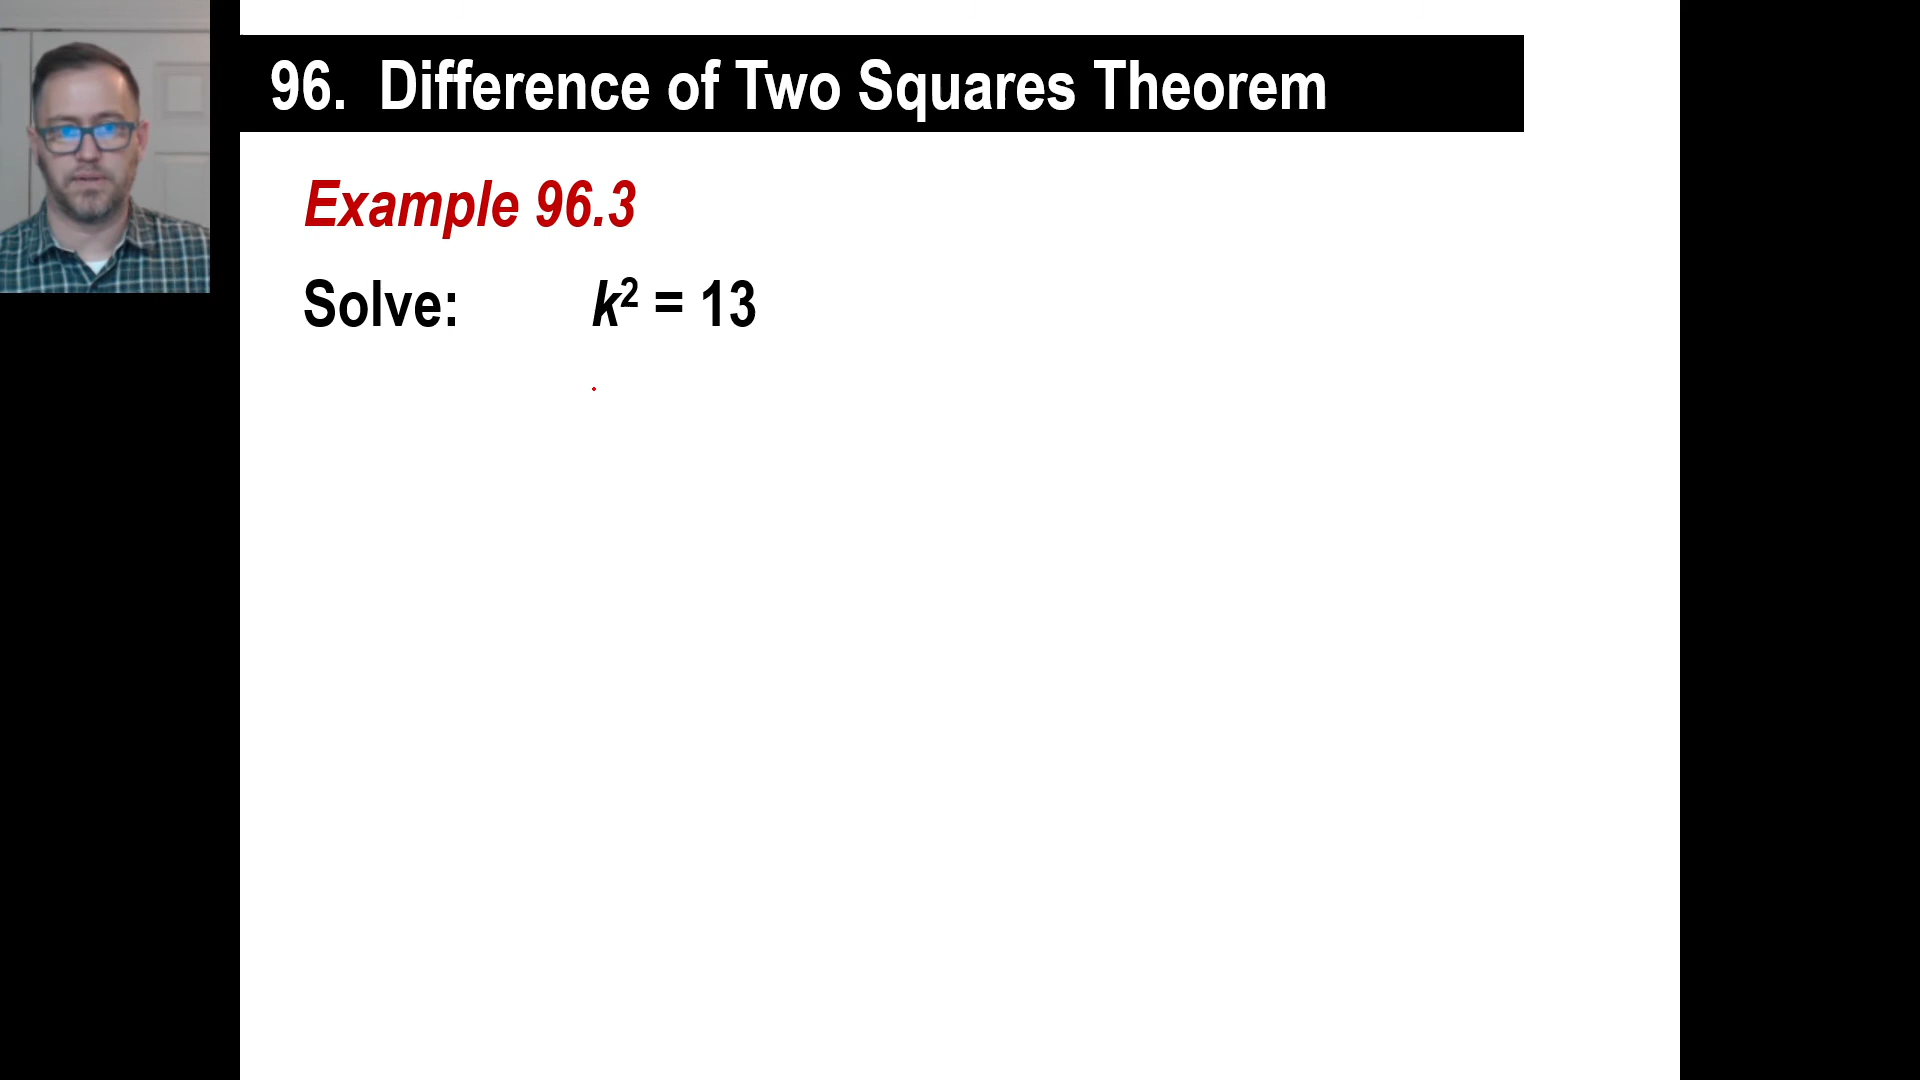 96. Difference of Two Squares Theorem
Example 96.3
Solve: k² = 13